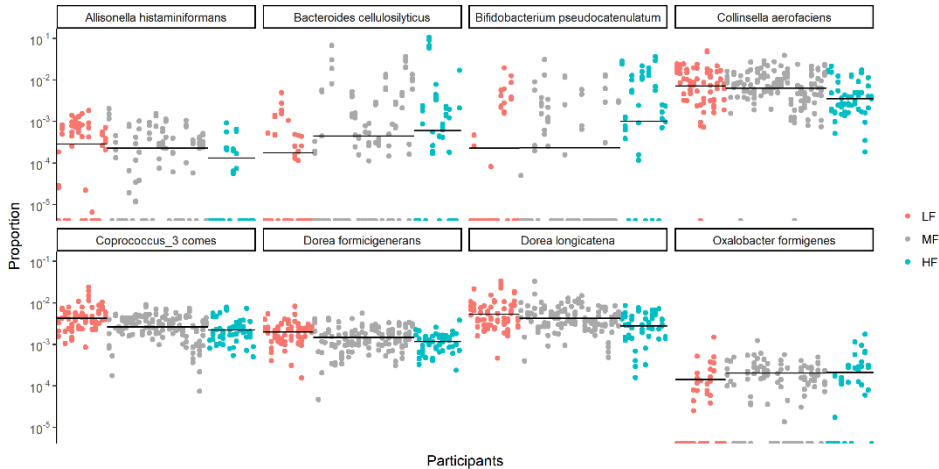 Allisonella histaminiformans
Bacteroides cellulosilyticus
Bifidobacterium pseudocatenulatum
Collinsella aerofaciens
10⁻¹
10⁻²
10⁻³
10⁻⁴
10⁻⁵
Coprococcus_3 comes
Dorea formicigenerans
Dorea longicatena
Oxalobacter formigenes
10⁻¹
10⁻²
10⁻³
10⁻⁴
10⁻⁵
Proportion
Participants
LF
MF
HF